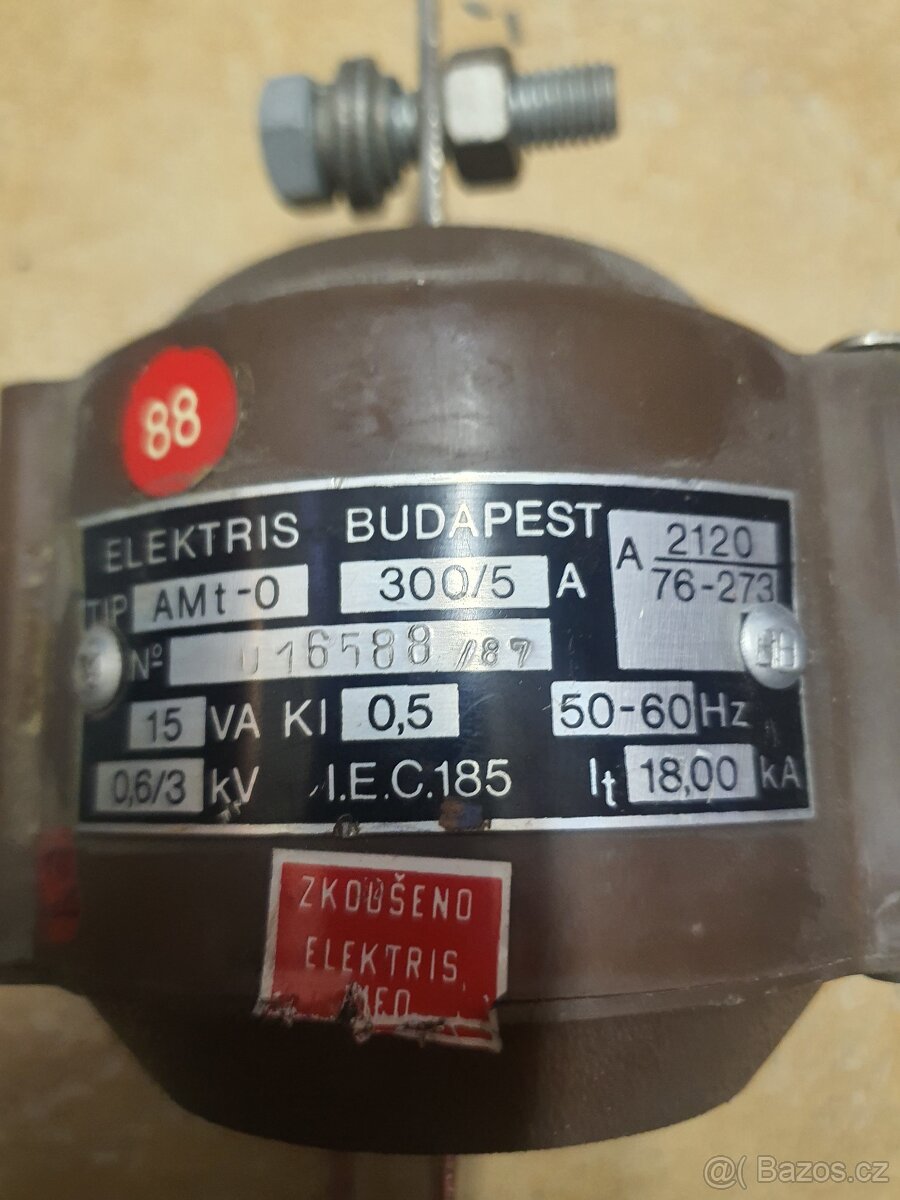 88
ELEKTRIS BUDAPEST
A 2120
76-273
TIP AMt-0 300/5 A
Nº 016588 /87
15 VA Kl 0,5 50-60 Hz
0,6/3 kV I.E.C.185 It 18,00 kA
ZKOUŠENO
ELEKTRIS
@( Bazos.cz